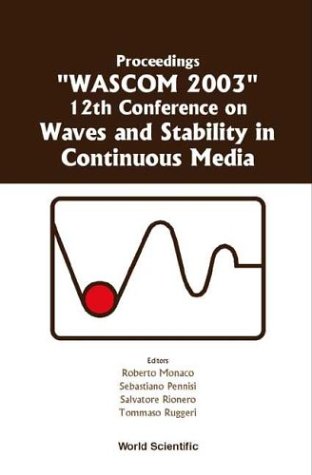 Proceedings
"WASCOM 2003"
12th Conference on
Waves and Stability in
Continuous Media
Editors
Roberto Monaco
Sebastiano Pennisi
Salvatore Rionero
Tommaso Ruggeri
World Scientific